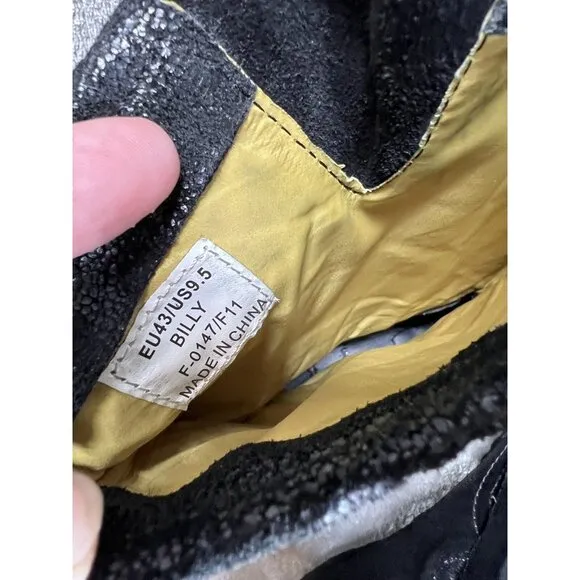 EU43/US9.5
BILLY
F-0147/F11
MADE IN CHINA